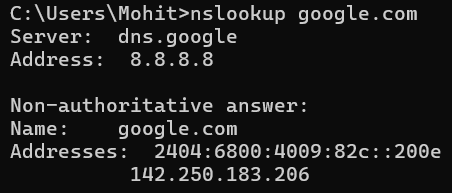 C:\Users\Mohit>nslookup google.com
Server:  dns.google
Address:  8.8.8.8

Non-authoritative answer:
Name:    google.com
Addresses:  2404:6800:4009:82c::200e
          142.250.183.206